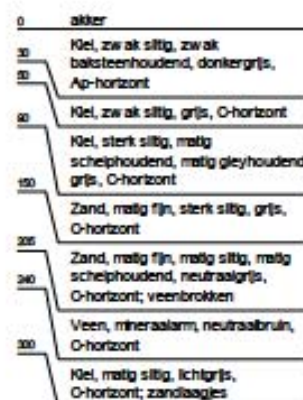 0 akker
30 Klei, zwak siltig, zwak
baksteenhoudend, donkergrijs,
50 Ap-horizont
Klei, zwak siltig, grijs, C-horizont
90 Klei, sterk siltig, matig
schelphoudend, matig gleyhoudend,
grijs, C-horizont
150 Zand, matig fijn, sterk siltig, grijs,
C-horizont
205 Zand, matig fijn, matig siltig, matig
schelphoudend, neutraalgrijs,
240 C-horizont; veenbrokken
Veen, mineraalarm, neutraalbruin,
C-horizont
300 Klei, matig siltig, lichtgrijs,
C-horizont; zandlaagjes